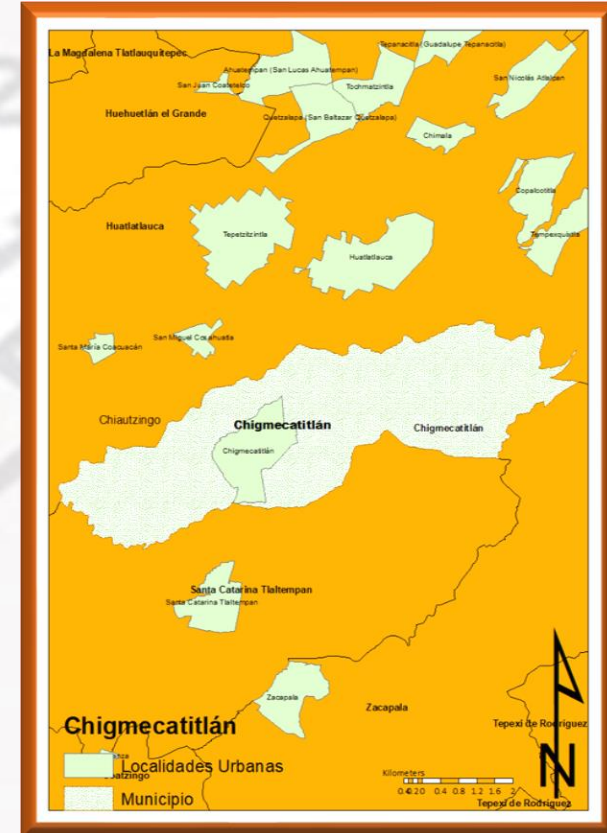 La Magdalena Tlatlauquitepec
Tepanacitla (Guadalupe Tepanacitla)
Ahuatempan (San Lucas Ahuatempan)
San Juan Coatetelco
Tochmatzintla
San Nicolás Atlalpan
Huehuetlán el Grande
Quetzalapa (San Baltazar Quetzalapa)
Chimala
Copalcotitla
Huatlatlauca
Tepetzitzintla
Tempexquixtla
Huatlatlauca
Santa María Coacuacán
San Miguel Coxahuatla
Chiautzingo
Chigmecatitlán
Chigmecatitlán
Chigmecatitlán
Santa Catarina Tlaltempan
Santa Catarina Tlaltempan
Zacapala
Zacapala
Chigmecatitlán
Tepexi de Rodríguez
Localidades Urbanas
Coatzingo
Municipio
Kilometers
0.4 0.2 0 0.4 0.8 1.2 1.6 2
N
Tepexi de Rodríguez